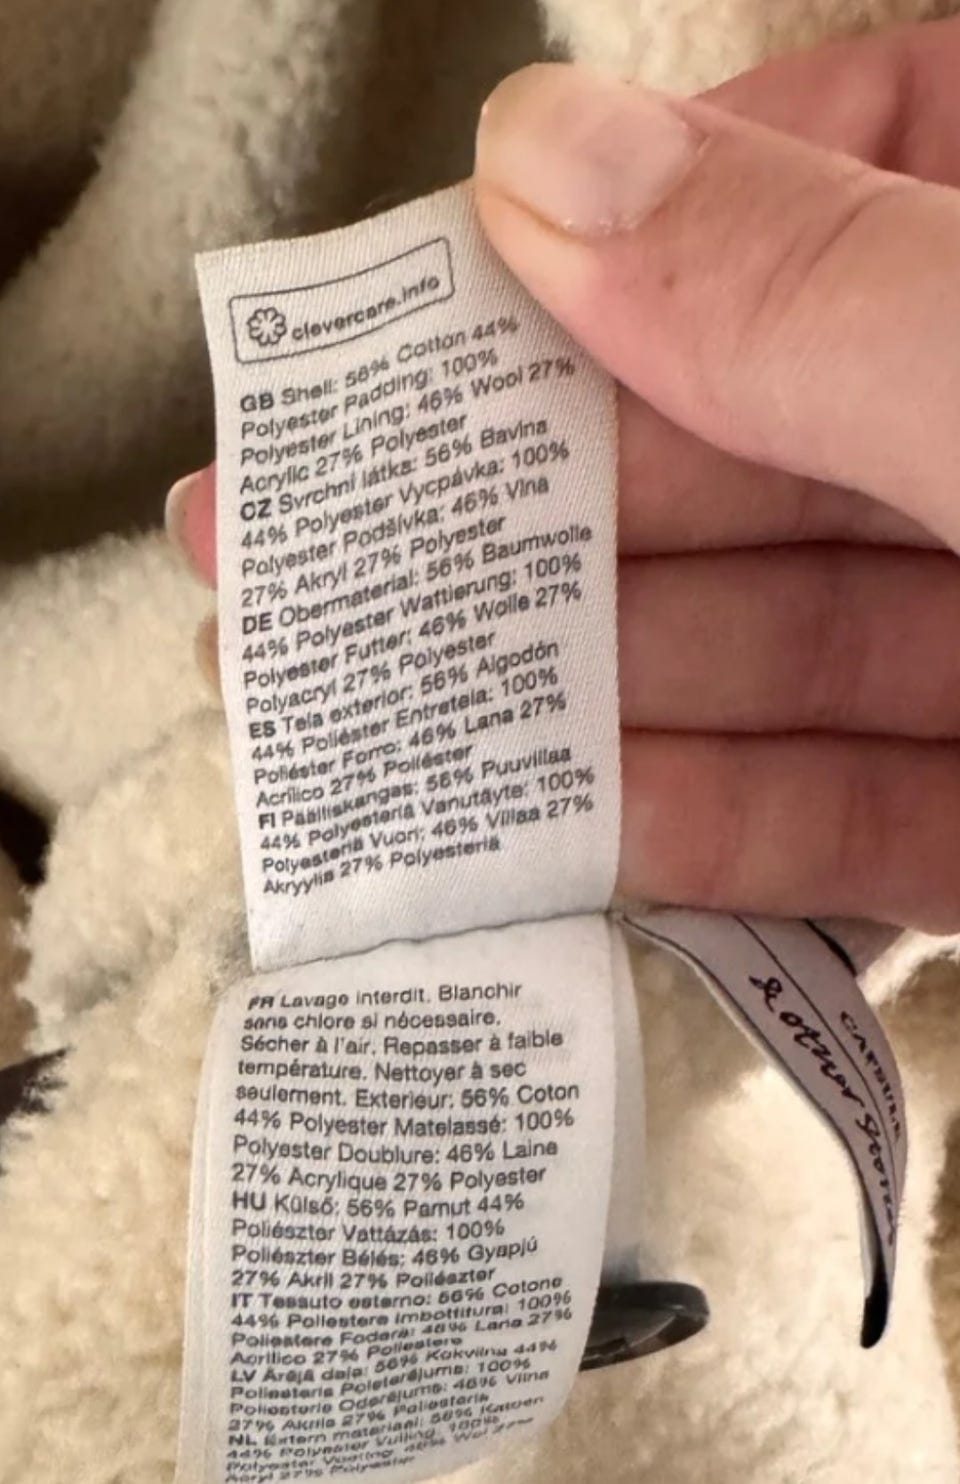 clevercare.info
GB Shell: 56% Cotton 44%
Polyester Padding: 100%
Polyester Lining: 46% Wool 27%
Acrylic 27% Polyester
CZ Svrchní látka: 56% Bavlna
44% Polyester Vycpávka: 100%
Polyester Podšívka: 46% Vlna
27% Akryl 27% Polyester
DE Obermaterial: 56% Baumwolle
44% Polyester Wattierung: 100%
Polyester Futter: 46% Wolle 27%
Polyacryl 27% Polyester
ES Tela exterior: 56% Algodón
44% Poliéster Entretela: 100%
Poliéster Forro: 46% Lana 27%
Acrílico 27% Poliéster
FI Päälliskangas: 56% Puuvillaa
44% Polyesteriä Vanutäyte: 100%
Polyesteriä Vuori: 46% Villaa 27%
Akryylia 27% Polyesteriä
FR Lavage interdit. Blanchir
sans chlore si nécessaire.
Sécher à l'air. Repasser à faible
température. Nettoyer à sec
seulement. Exterieur: 56% Coton
44% Polyester Matelassé: 100%
Polyester Doublure: 46% Laine
27% Acrylique 27% Polyester
HU Külső: 56% Pamut 44%
Poliészter Vattázás: 100%
Poliészter Bélés: 46% Gyapjú
27% Akril 27% Poliészter
IT Tessuto esterno: 56% Cotone
44% Poliestere Imbottitura: 100%
Poliestere Fodera: 46% Lana 27%
Acrilico 27% Poliestere
LV Ārējā daļa: 56% Kokvilna 44%
Poliesteris Polsterējums: 100%
Poliesteris Oderējums: 46% Vilna
27% Akrils 27% Poliesteris
NL Extern materiaal: 56% Katoen
44% Polyester Vulling: 100%
Polyester Voering: 46% Wol 27%
Acryl 27% Polyester
& other Stories
CAPSULE